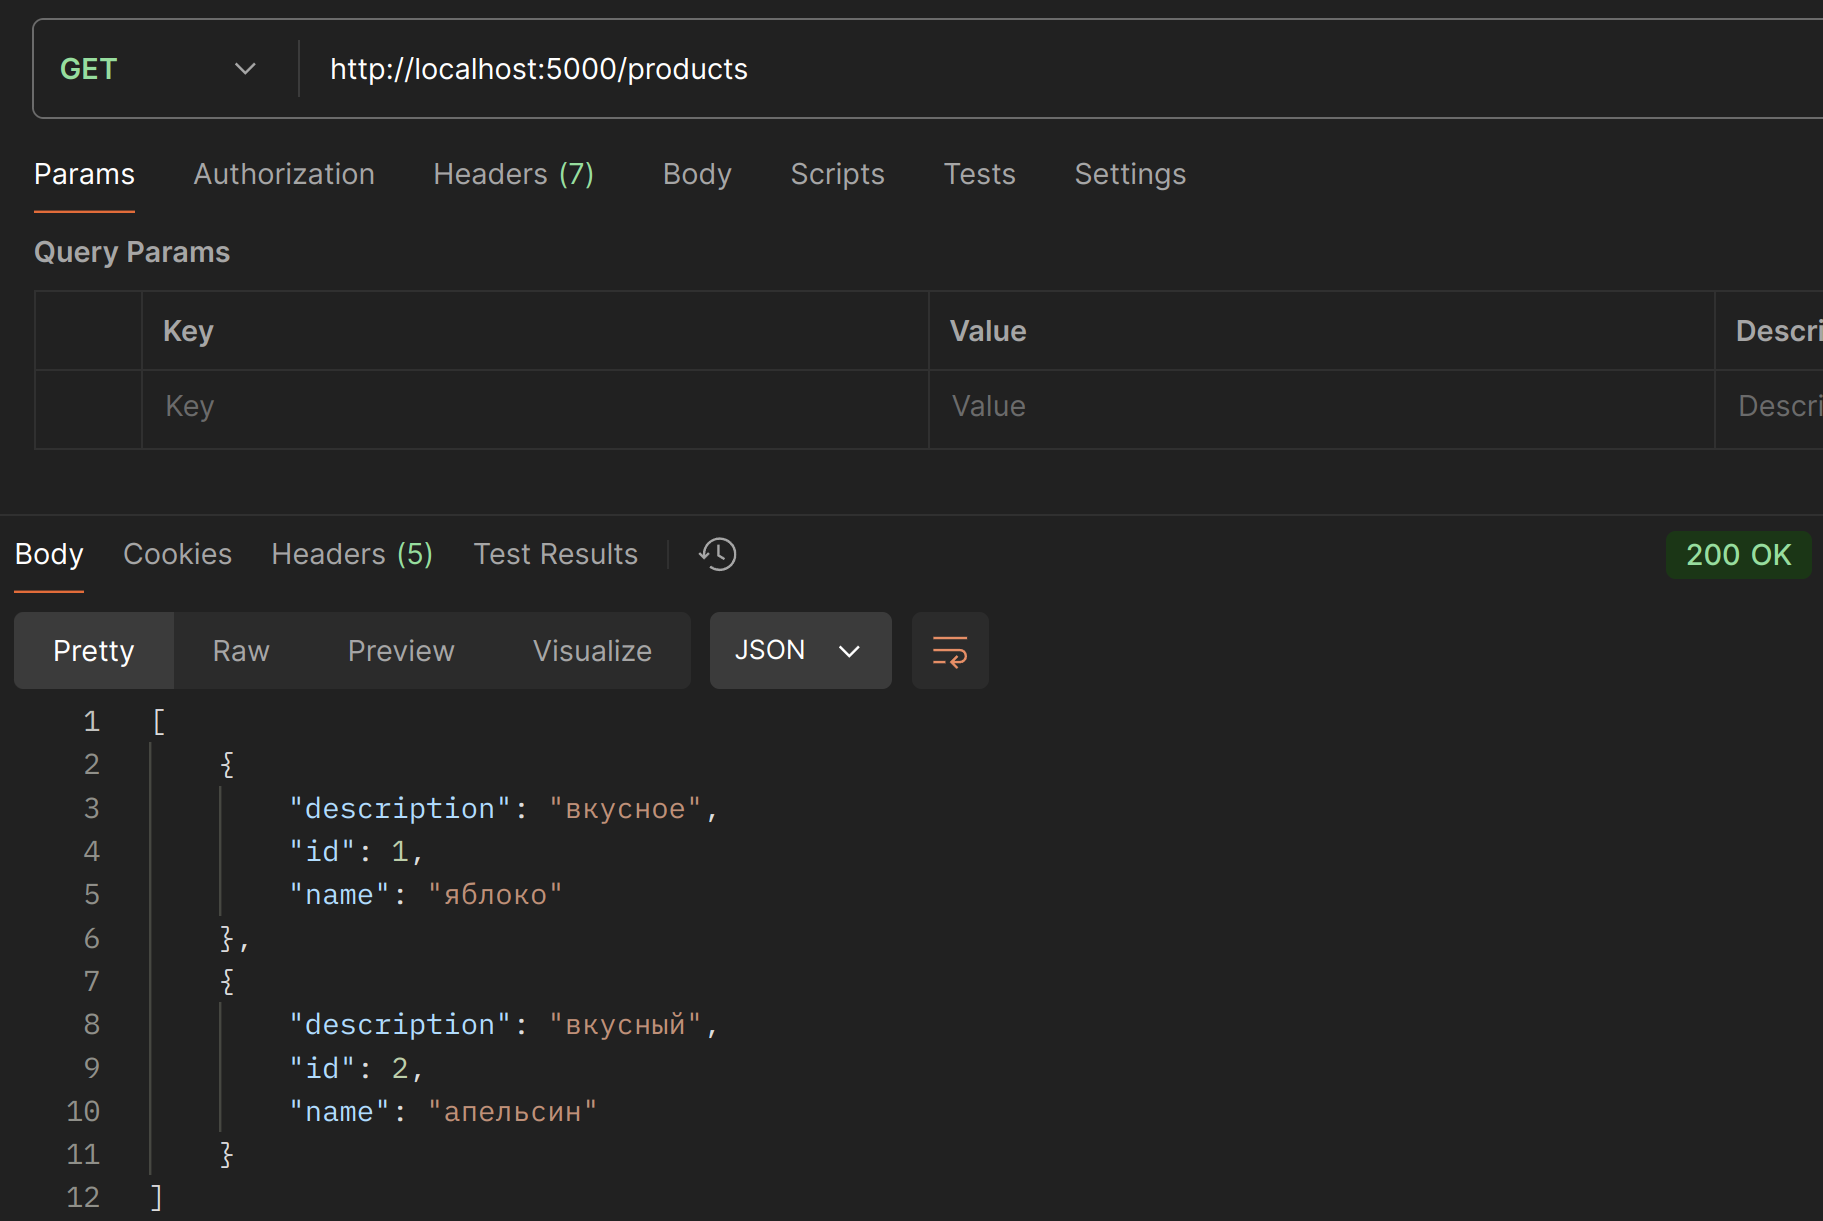 GET http://localhost:5000/products
Params Authorization Headers (7) Body Scripts Tests Settings
Query Params
Key Value Descri
Key Value Descri
Body Cookies Headers (5) Test Results 200 OK
Pretty Raw Preview Visualize JSON
1 [
2 {
3 "description": "вкусное",
4 "id": 1,
5 "name": "яблоко"
6 },
7 {
8 "description": "вкусный",
9 "id": 2,
10 "name": "апельсин"
11 }
12 ]